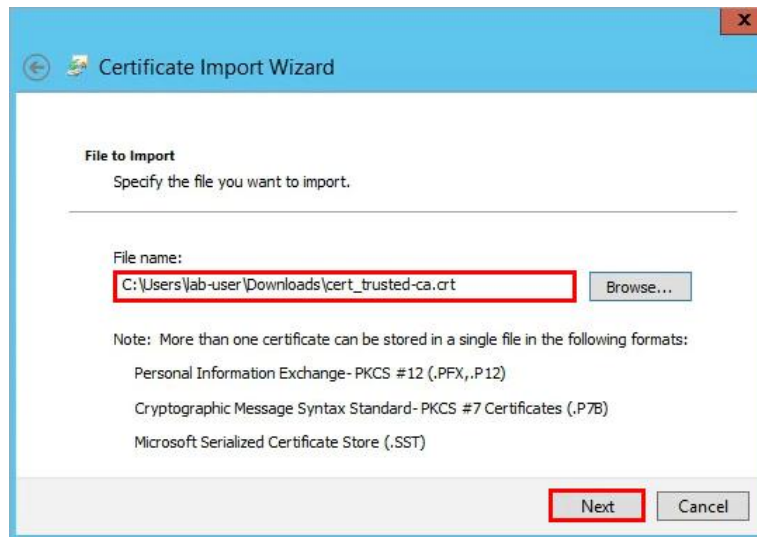 x
Certificate Import Wizard
File to Import
Specify the file you want to import.
File name:
C:\Users\lab-user\Downloads\cert_trusted-ca.crt
Browse...
Note: More than one certificate can be stored in a single file in the following formats:
Personal Information Exchange- PKCS #12 (.PFX,.P12)
Cryptographic Message Syntax Standard- PKCS #7 Certificates (.P7B)
Microsoft Serialized Certificate Store (.SST)
Next Cancel